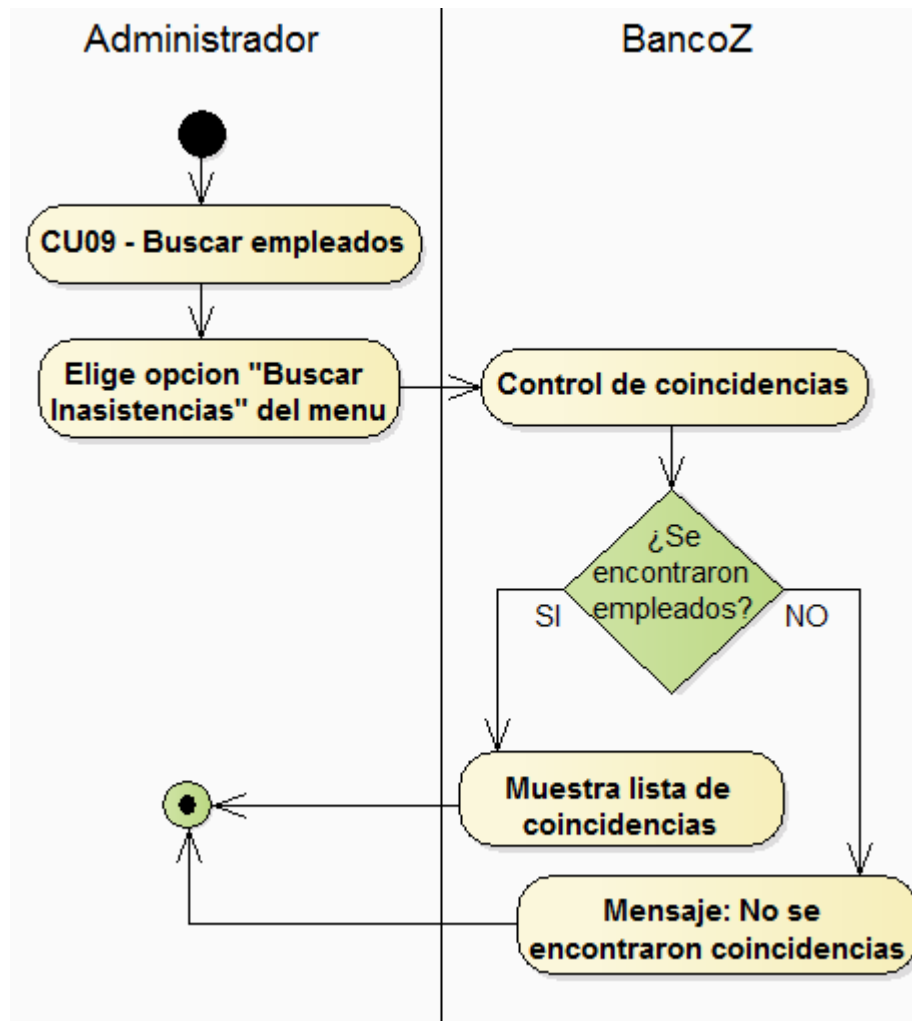 Administrador
BancoZ
CU09 - Buscar empleados
Elige opcion "Buscar
Inasistencias" del menu
Control de coincidencias
¿Se
encontraron
empleados?
SI
NO
Muestra lista de
coincidencias
Mensaje: No se
encontraron coincidencias